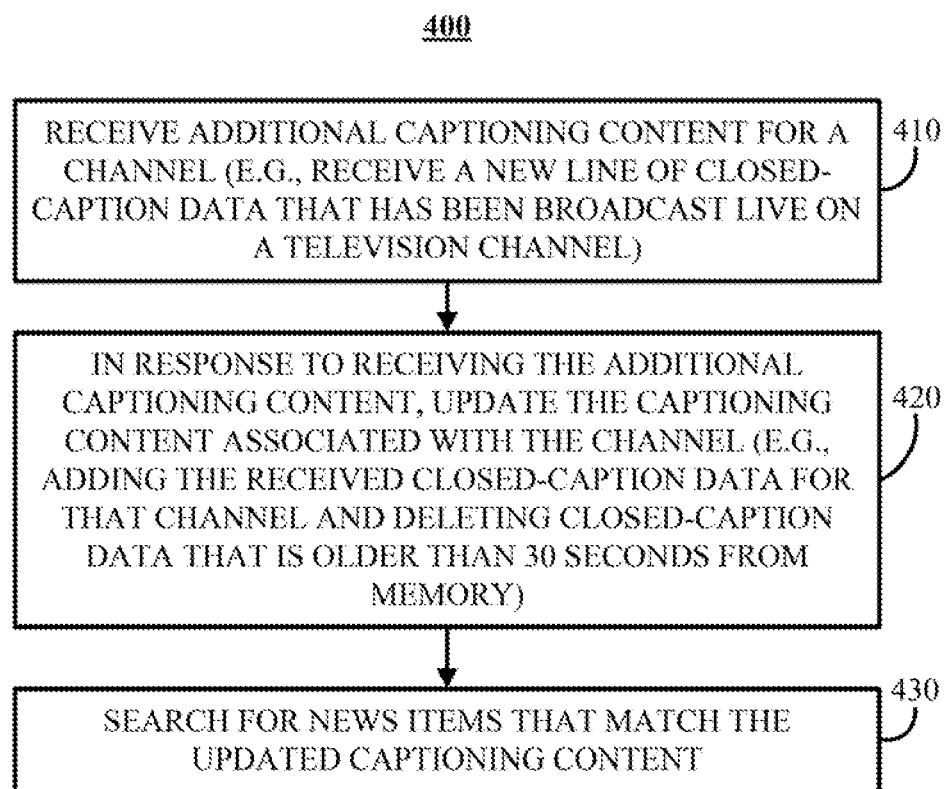 400
RECEIVE ADDITIONAL CAPTIONING CONTENT FOR A
CHANNEL (E.G., RECEIVE A NEW LINE OF CLOSED-
CAPTION DATA THAT HAS BEEN BROADCAST LIVE ON
A TELEVISION CHANNEL)
410
IN RESPONSE TO RECEIVING THE ADDITIONAL
CAPTIONING CONTENT, UPDATE THE CAPTIONING
CONTENT ASSOCIATED WITH THE CHANNEL (E.G.,
ADDING THE RECEIVED CLOSED-CAPTION DATA FOR
THAT CHANNEL AND DELETING CLOSED-CAPTION
DATA THAT IS OLDER THAN 30 SECONDS FROM
MEMORY)
420
SEARCH FOR NEWS ITEMS THAT MATCH THE
UPDATED CAPTIONING CONTENT
430